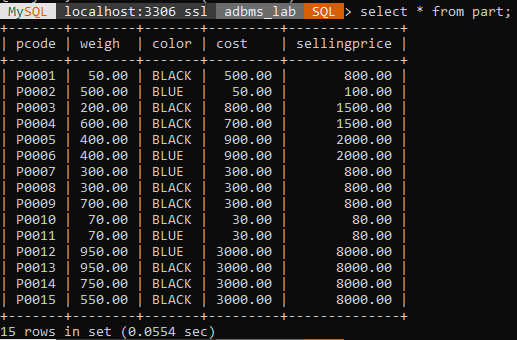 MySQL localhost:3306 ssl adbms_lab SQL > select * from part;
+-------+--------+-------+---------+--------------+
| pcode | weigh | color | cost | sellingprice |
+-------+--------+-------+---------+--------------+
| P0001 | 50.00 | BLACK | 500.00 | 800.00 |
| P0002 | 500.00 | BLUE | 50.00 | 100.00 |
| P0003 | 200.00 | BLACK | 800.00 | 1500.00 |
| P0004 | 600.00 | BLACK | 700.00 | 1500.00 |
| P0005 | 400.00 | BLACK | 900.00 | 2000.00 |
| P0006 | 400.00 | BLUE | 900.00 | 2000.00 |
| P0007 | 300.00 | BLUE | 300.00 | 800.00 |
| P0008 | 300.00 | BLACK | 300.00 | 800.00 |
| P0009 | 700.00 | BLACK | 300.00 | 800.00 |
| P0010 | 70.00 | BLACK | 30.00 | 80.00 |
| P0011 | 70.00 | BLUE | 30.00 | 80.00 |
| P0012 | 950.00 | BLUE | 3000.00 | 8000.00 |
| P0013 | 950.00 | BLACK | 3000.00 | 8000.00 |
| P0014 | 750.00 | BLACK | 3000.00 | 8000.00 |
| P0015 | 550.00 | BLACK | 3000.00 | 8000.00 |
+-------+--------+-------+---------+--------------+
15 rows in set (0.0554 sec)